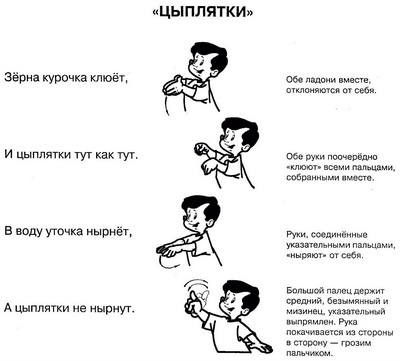 «ЦЫПЛЯТКИ»
Зёрна курочка клюёт,
Обе ладони вместе,
отклоняются от себя.
И цыплятки тут как тут.
Обе руки поочерёдно
«клюют» всеми пальцами,
собранными вместе.
В воду уточка нырнёт,
Руки, соединённые
указательными пальцами,
«ныряют» от себя.
А цыплятки не нырнут.
Большой палец держит
средний, безымянный и
мизинец, указательный
выпрямлен. Рука
покачивается из стороны
в сторону — грозим
пальчиком.